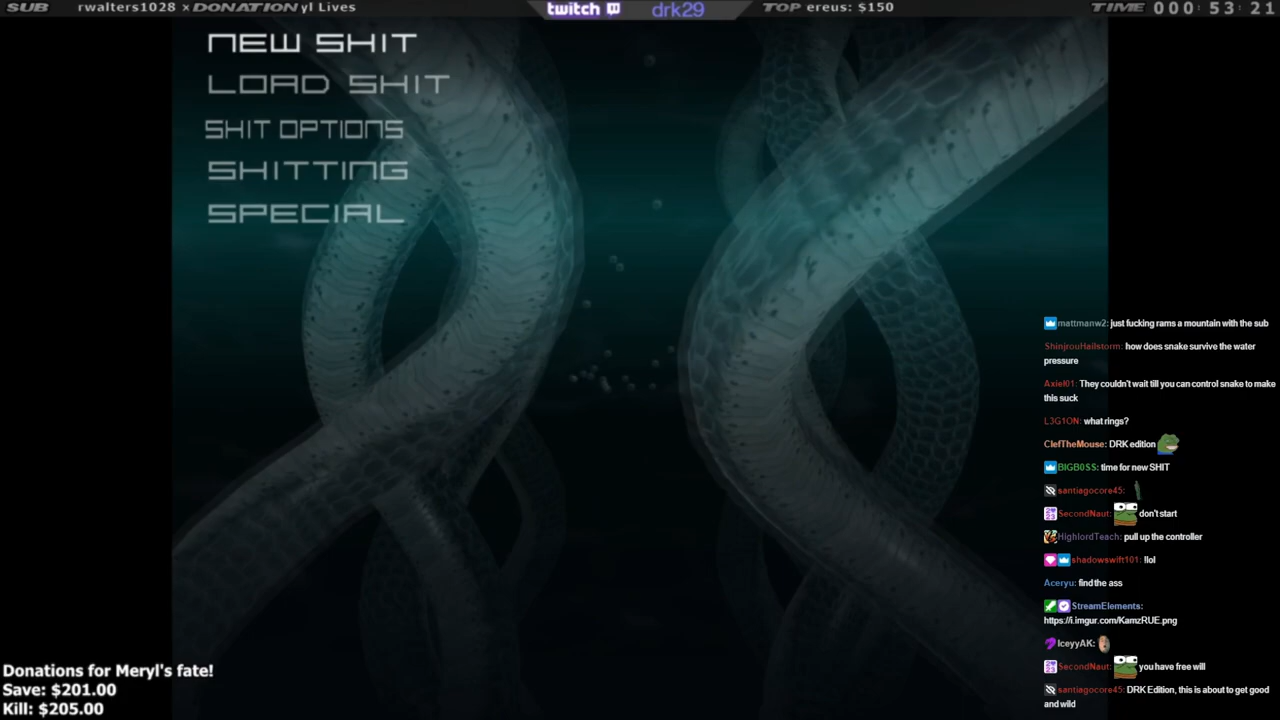 SUB rwalters1028 x DONATION yl Lives twitch drk29 TOP ereus: $150 TIME 000:53:21
NEW SHIT
LOAD SHIT
SHIT OPTIONS
SHITTING
SPECIAL
mattmanw2: just fucking rams a mountain with the sub
ShinjrouHailstorm: how does snake survive the water
pressure
Axiel01: They couldn't wait till you can control snake to make
this suck
L3G1ON: what rings?
ClefTheMouse: DRK edition
BIGB0SS: time for new SHIT
santiagocore45:
SecondNaut: don't start
HighlordTeach: pull up the controller
shadowswift101: !lol
Aceryu: find the ass
StreamElements:
https://i.imgur.com/KamzRUE.png
IceyyAK:
SecondNaut: you have free will
santiagocore45: DRK Edition, this is about to get good
and wild
Donations for Meryl's fate!
Save: $201.00
Kill: $205.00